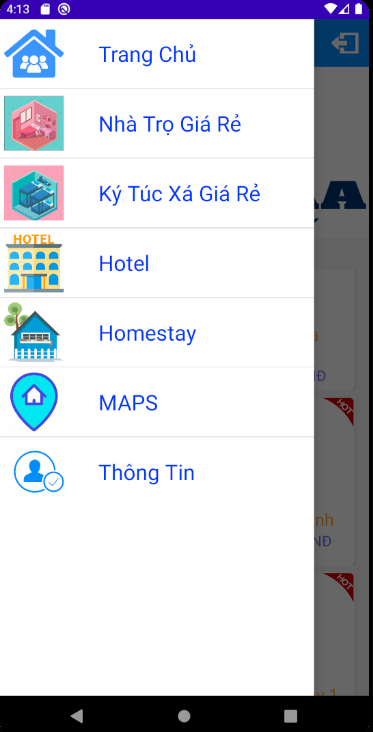 4:13
Trang Chủ
Nhà Trọ Giá Rẻ
Ký Túc Xá Giá Rẻ
HOTEL
Hotel
Homestay
MAPS
Thông Tin
HOT
HOT